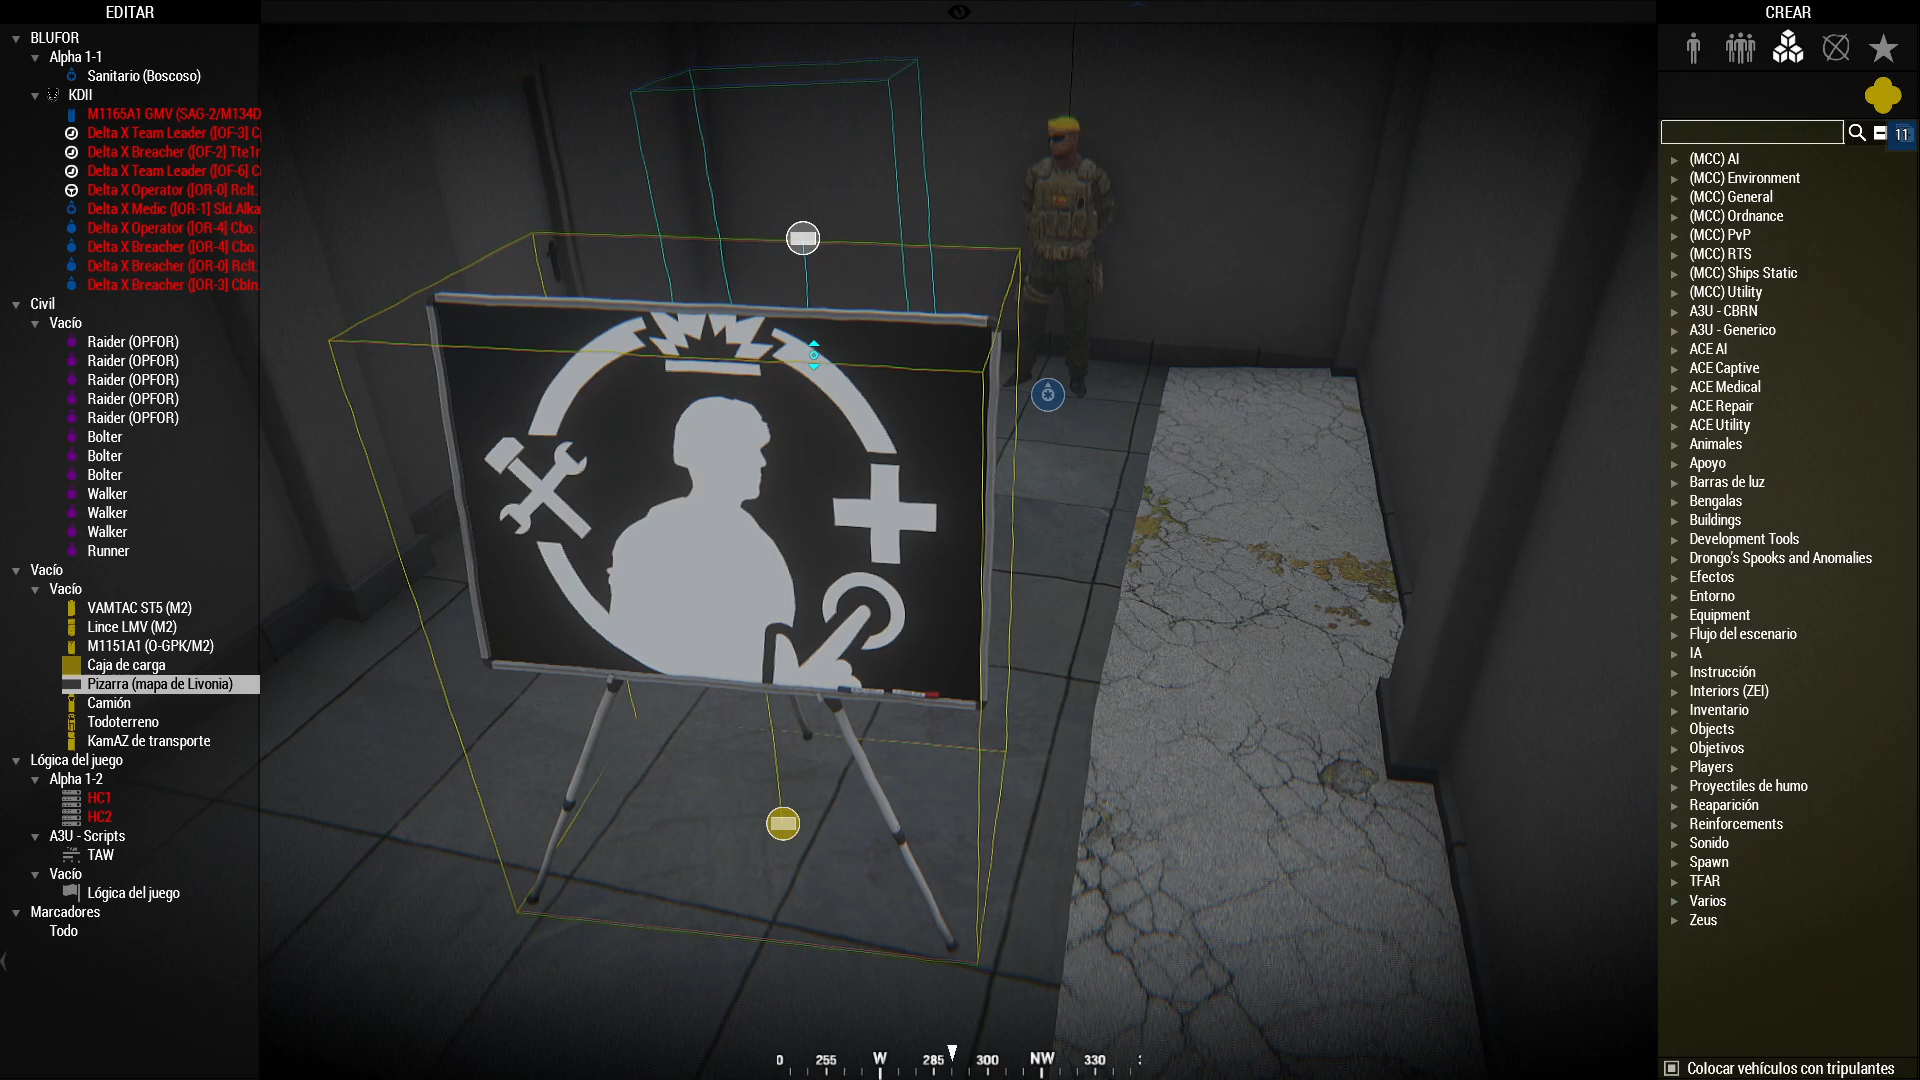 EDITAR
BLUFOR
Alpha 1-1
Sanitario (Boscoso)
KDII
M1165A1 GMV (SAG-2/M134D
Delta X Team Leader ([OF-3] C
Delta X Breacher ([OF-2] Tte1r
Delta X Team Leader ([OF-6] C
Delta X Operator ([OR-0] Rclt.
Delta X Medic ([OR-1] Sld.Alka
Delta X Operator ([OR-4] Cbo.
Delta X Breacher ([OR-4] Cbo.
Delta X Breacher ([OR-0] Rclt.
Delta X Breacher ([OR-3] CbIn.
Civil
Vacío
Raider (OPFOR)
Raider (OPFOR)
Raider (OPFOR)
Raider (OPFOR)
Raider (OPFOR)
Bolter
Bolter
Bolter
Walker
Walker
Walker
Runner
Vacío
Vacío
VAMTAC ST5 (M2)
Lince LMV (M2)
M1151A1 (O-GPK/M2)
Caja de carga
Pizarra (mapa de Livonia)
Camión
Todoterreno
KamAZ de transporte
Lógica del juego
Alpha 1-2
HC1
HC2
A3U - Scripts
TAW
Vacío
Lógica del juego
Marcadores
Todo
0 255 W 285 300 NW 330
CREAR
11
(MCC) AI
(MCC) Environment
(MCC) General
(MCC) Ordnance
(MCC) PvP
(MCC) RTS
(MCC) Ships Static
(MCC) Utility
A3U - CBRN
A3U - Generico
ACE AI
ACE Captive
ACE Medical
ACE Repair
ACE Utility
Animales
Apoyo
Barras de luz
Bengalas
Buildings
Development Tools
Drongo's Spooks and Anomalies
Efectos
Entorno
Equipment
Flujo del escenario
IA
Instrucción
Interiors (ZEI)
Inventario
Objects
Objetivos
Players
Proyectiles de humo
Reaparición
Reinforcements
Sonido
Spawn
TFAR
Varios
Zeus
Colocar vehículos con tripulantes